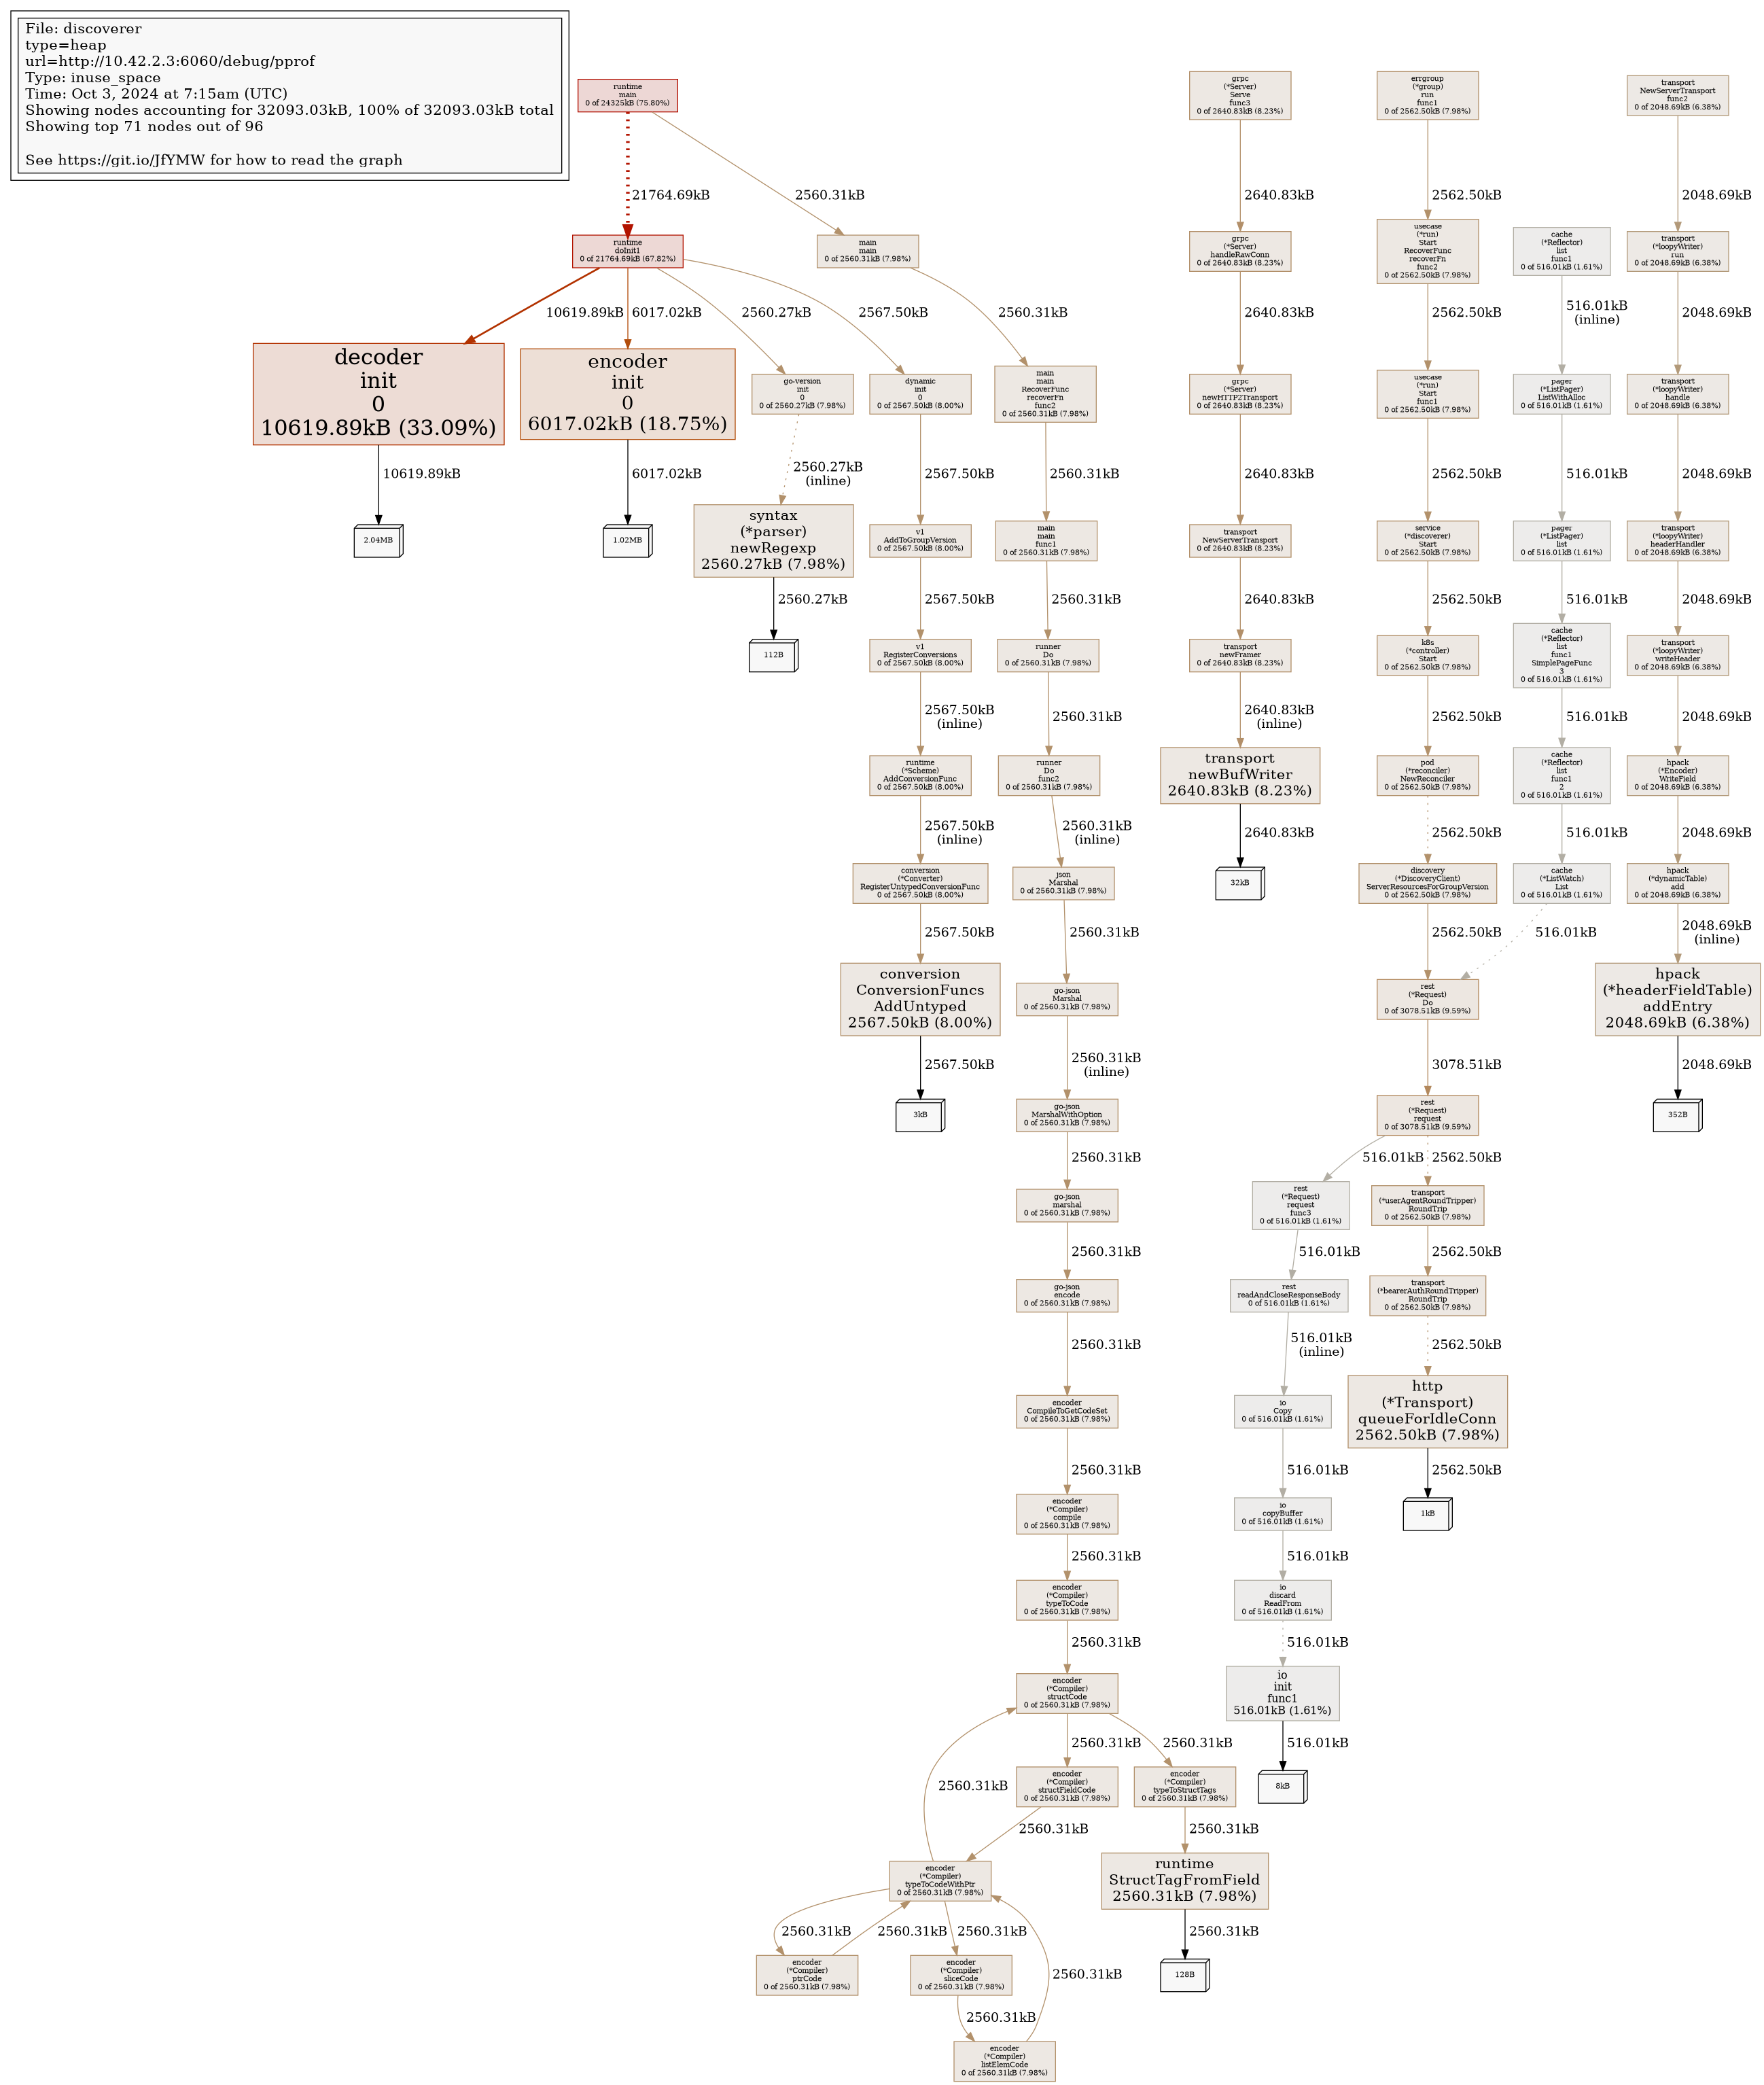 File: discoverer
type=heap
url=http://10.42.2.3:6060/debug/pprof
Type: inuse_space
Time: Oct 3, 2024 at 7:15am (UTC)
Showing nodes accounting for 32093.03kB, 100% of 32093.03kB total
Showing top 71 nodes out of 96
See https://git.io/JfYMW for how to read the graph
runtime
main
0 of 24325kB (75.80%)
21764.69kB
2560.31kB
runtime
doInit1
0 of 21764.69kB (67.82%)
main
main
0 of 2560.31kB (7.98%)
10619.89kB
6017.02kB
2560.27kB
2567.50kB
2560.31kB
decoder
init
0
10619.89kB (33.09%)
10619.89kB
2.04MB
encoder
init
0
6017.02kB (18.75%)
6017.02kB
1.02MB
go-version
init
0
0 of 2560.27kB (7.98%)
2560.27kB
(inline)
syntax
(*parser)
newRegexp
2560.27kB (7.98%)
2560.27kB
112B
dynamic
init
0
0 of 2567.50kB (8.00%)
2567.50kB
v1
AddToGroupVersion
0 of 2567.50kB (8.00%)
2567.50kB
v1
RegisterConversions
0 of 2567.50kB (8.00%)
2567.50kB
(inline)
runtime
(*Scheme)
AddConversionFunc
0 of 2567.50kB (8.00%)
2567.50kB
(inline)
conversion
(*Converter)
RegisterUntypedConversionFunc
0 of 2567.50kB (8.00%)
2567.50kB
conversion
ConversionFuncs
AddUntyped
2567.50kB (8.00%)
2567.50kB
3kB
main
main
RecoverFunc
recoverFn
func2
0 of 2560.31kB (7.98%)
2560.31kB
main
main
func1
0 of 2560.31kB (7.98%)
2560.31kB
runner
Do
0 of 2560.31kB (7.98%)
2560.31kB
runner
Do
func2
0 of 2560.31kB (7.98%)
2560.31kB
(inline)
json
Marshal
0 of 2560.31kB (7.98%)
2560.31kB
go-json
Marshal
0 of 2560.31kB (7.98%)
2560.31kB
(inline)
go-json
MarshalWithOption
0 of 2560.31kB (7.98%)
2560.31kB
go-json
marshal
0 of 2560.31kB (7.98%)
2560.31kB
go-json
encode
0 of 2560.31kB (7.98%)
2560.31kB
encoder
CompileToGetCodeSet
0 of 2560.31kB (7.98%)
2560.31kB
encoder
(*Compiler)
compile
0 of 2560.31kB (7.98%)
2560.31kB
encoder
(*Compiler)
typeToCode
0 of 2560.31kB (7.98%)
2560.31kB
encoder
(*Compiler)
structCode
0 of 2560.31kB (7.98%)
2560.31kB
2560.31kB
2560.31kB
encoder
(*Compiler)
structFieldCode
0 of 2560.31kB (7.98%)
2560.31kB
encoder
(*Compiler)
typeToStructTags
0 of 2560.31kB (7.98%)
2560.31kB
encoder
(*Compiler)
typeToCodeWithPtr
0 of 2560.31kB (7.98%)
runtime
StructTagFromField
2560.31kB (7.98%)
2560.31kB
2560.31kB
2560.31kB
2560.31kB
2560.31kB
encoder
(*Compiler)
ptrCode
0 of 2560.31kB (7.98%)
encoder
(*Compiler)
sliceCode
0 of 2560.31kB (7.98%)
128B
2560.31kB
encoder
(*Compiler)
listElemCode
0 of 2560.31kB (7.98%)
grpc
(*Server)
Serve
func3
0 of 2640.83kB (8.23%)
2640.83kB
grpc
(*Server)
handleRawConn
0 of 2640.83kB (8.23%)
2640.83kB
grpc
(*Server)
newHTTP2Transport
0 of 2640.83kB (8.23%)
2640.83kB
transport
NewServerTransport
0 of 2640.83kB (8.23%)
2640.83kB
transport
newFramer
0 of 2640.83kB (8.23%)
2640.83kB
(inline)
transport
newBufWriter
2640.83kB (8.23%)
2640.83kB
32kB
errgroup
(*group)
run
func1
0 of 2562.50kB (7.98%)
2562.50kB
usecase
(*run)
Start
RecoverFunc
recoverFn
func2
0 of 2562.50kB (7.98%)
2562.50kB
usecase
(*run)
Start
func1
0 of 2562.50kB (7.98%)
2562.50kB
service
(*discoverer)
Start
0 of 2562.50kB (7.98%)
2562.50kB
k8s
(*controller)
Start
0 of 2562.50kB (7.98%)
2562.50kB
pod
(*reconciler)
NewReconciler
0 of 2562.50kB (7.98%)
2562.50kB
discovery
(*DiscoveryClient)
ServerResourcesForGroupVersion
0 of 2562.50kB (7.98%)
2562.50kB
cache
(*Reflector)
list
func1
0 of 516.01kB (1.61%)
516.01kB
(inline)
pager
(*ListPager)
ListWithAlloc
0 of 516.01kB (1.61%)
516.01kB
pager
(*ListPager)
list
0 of 516.01kB (1.61%)
516.01kB
cache
(*Reflector)
list
func1
SimplePageFunc
3
0 of 516.01kB (1.61%)
516.01kB
cache
(*Reflector)
list
func1
2
0 of 516.01kB (1.61%)
516.01kB
cache
(*ListWatch)
List
0 of 516.01kB (1.61%)
516.01kB
rest
(*Request)
Do
0 of 3078.51kB (9.59%)
3078.51kB
rest
(*Request)
request
0 of 3078.51kB (9.59%)
516.01kB
2562.50kB
rest
(*Request)
request
func3
0 of 516.01kB (1.61%)
516.01kB
rest
readAndCloseResponseBody
0 of 516.01kB (1.61%)
516.01kB
(inline)
io
Copy
0 of 516.01kB (1.61%)
516.01kB
io
copyBuffer
0 of 516.01kB (1.61%)
516.01kB
io
discard
ReadFrom
0 of 516.01kB (1.61%)
516.01kB
io
init
func1
516.01kB (1.61%)
516.01kB
8kB
transport
(*userAgentRoundTripper)
RoundTrip
0 of 2562.50kB (7.98%)
2562.50kB
transport
(*bearerAuthRoundTripper)
RoundTrip
0 of 2562.50kB (7.98%)
2562.50kB
http
(*Transport)
queueForIdleConn
2562.50kB (7.98%)
2562.50kB
1kB
transport
NewServerTransport
func2
0 of 2048.69kB (6.38%)
2048.69kB
transport
(*loopyWriter)
run
0 of 2048.69kB (6.38%)
2048.69kB
transport
(*loopyWriter)
handle
0 of 2048.69kB (6.38%)
2048.69kB
transport
(*loopyWriter)
headerHandler
0 of 2048.69kB (6.38%)
2048.69kB
transport
(*loopyWriter)
writeHeader
0 of 2048.69kB (6.38%)
2048.69kB
hpack
(*Encoder)
WriteField
0 of 2048.69kB (6.38%)
2048.69kB
hpack
(*dynamicTable)
add
0 of 2048.69kB (6.38%)
2048.69kB
(inline)
hpack
(*headerFieldTable)
addEntry
2048.69kB (6.38%)
2048.69kB
352B